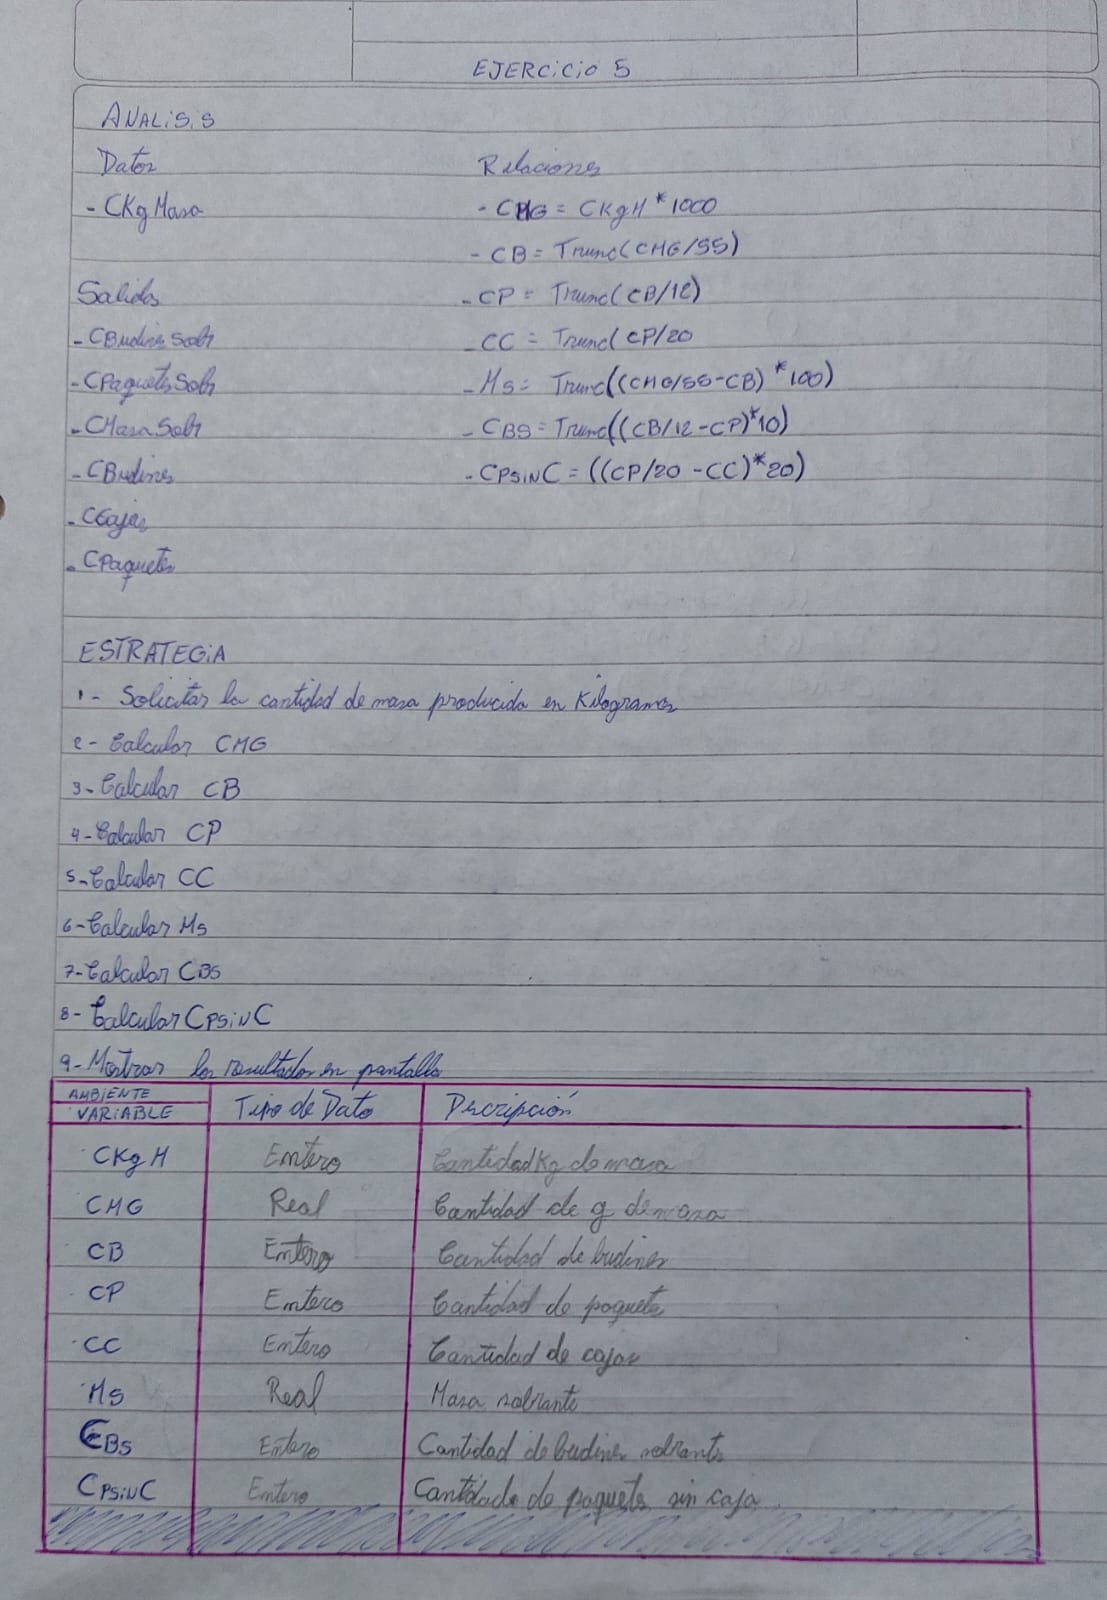 EJERCICIO 5
ANALISIS
Datos Relaciones
- CKg Masa - CMG = CKgM * 1000
- CB = Trunc(CMG/55)
Salidas - CP = Trunc(CB/12)
- CBudines Sobr - CC = Trunc(CP/20
- CPaquetes Sobr - Ms = Trunc((CMG/55-CB) * 100)
- CMasa Sobr - CBS = Trunc((CB/12-CP)*10)
- CBudines - CPsiNC = ((CP/20 -CC)*20)
- CCajas
- CPaquetes
ESTRATEGIA
1- Solicitar la cantidad de masa producida en Kilogramos
2- Calcular CMG
3- Calcular CB
4- Calcular CP
5- Calcular CC
6- Calcular Ms
7- Calcular CBS
8- Calcular CPSiNC
9- Mostrar los resultados en pantalla
AMBIENTE
VARIABLE Tipo de Dato Dscripción
CKgM Entero Cantidad Kg de masa
CMG Real Cantidad de g de masa
CB Entero Cantidad de budines
CP Entero Cantidad de paquetes
CC Entero Cantidad de cajas
Ms Real Masa sobrante
CBs Entero Cantidad de budines sobrants
CPSiNC Entero Cantidade de paquets sin caja